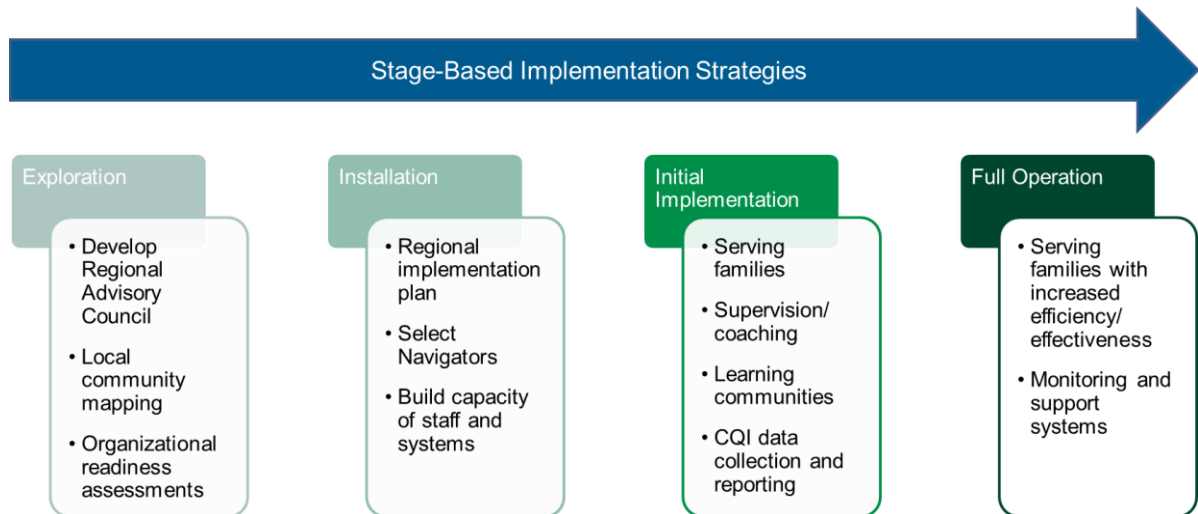 Stage-Based Implementation Strategies
Exploration
• Develop
Regional
Advisory
Council
• Local
community
mapping
• Organizational
readiness
assessments
Installation
• Regional
implementation
plan
• Select
Navigators
• Build capacity
of staff and
systems
Initial
Implementation
• Serving
families
• Supervision/
coaching
• Learning
communities
• CQI data
collection and
reporting
Full Operation
• Serving
families with
increased
efficiency/
effectiveness
• Monitoring and
support
systems